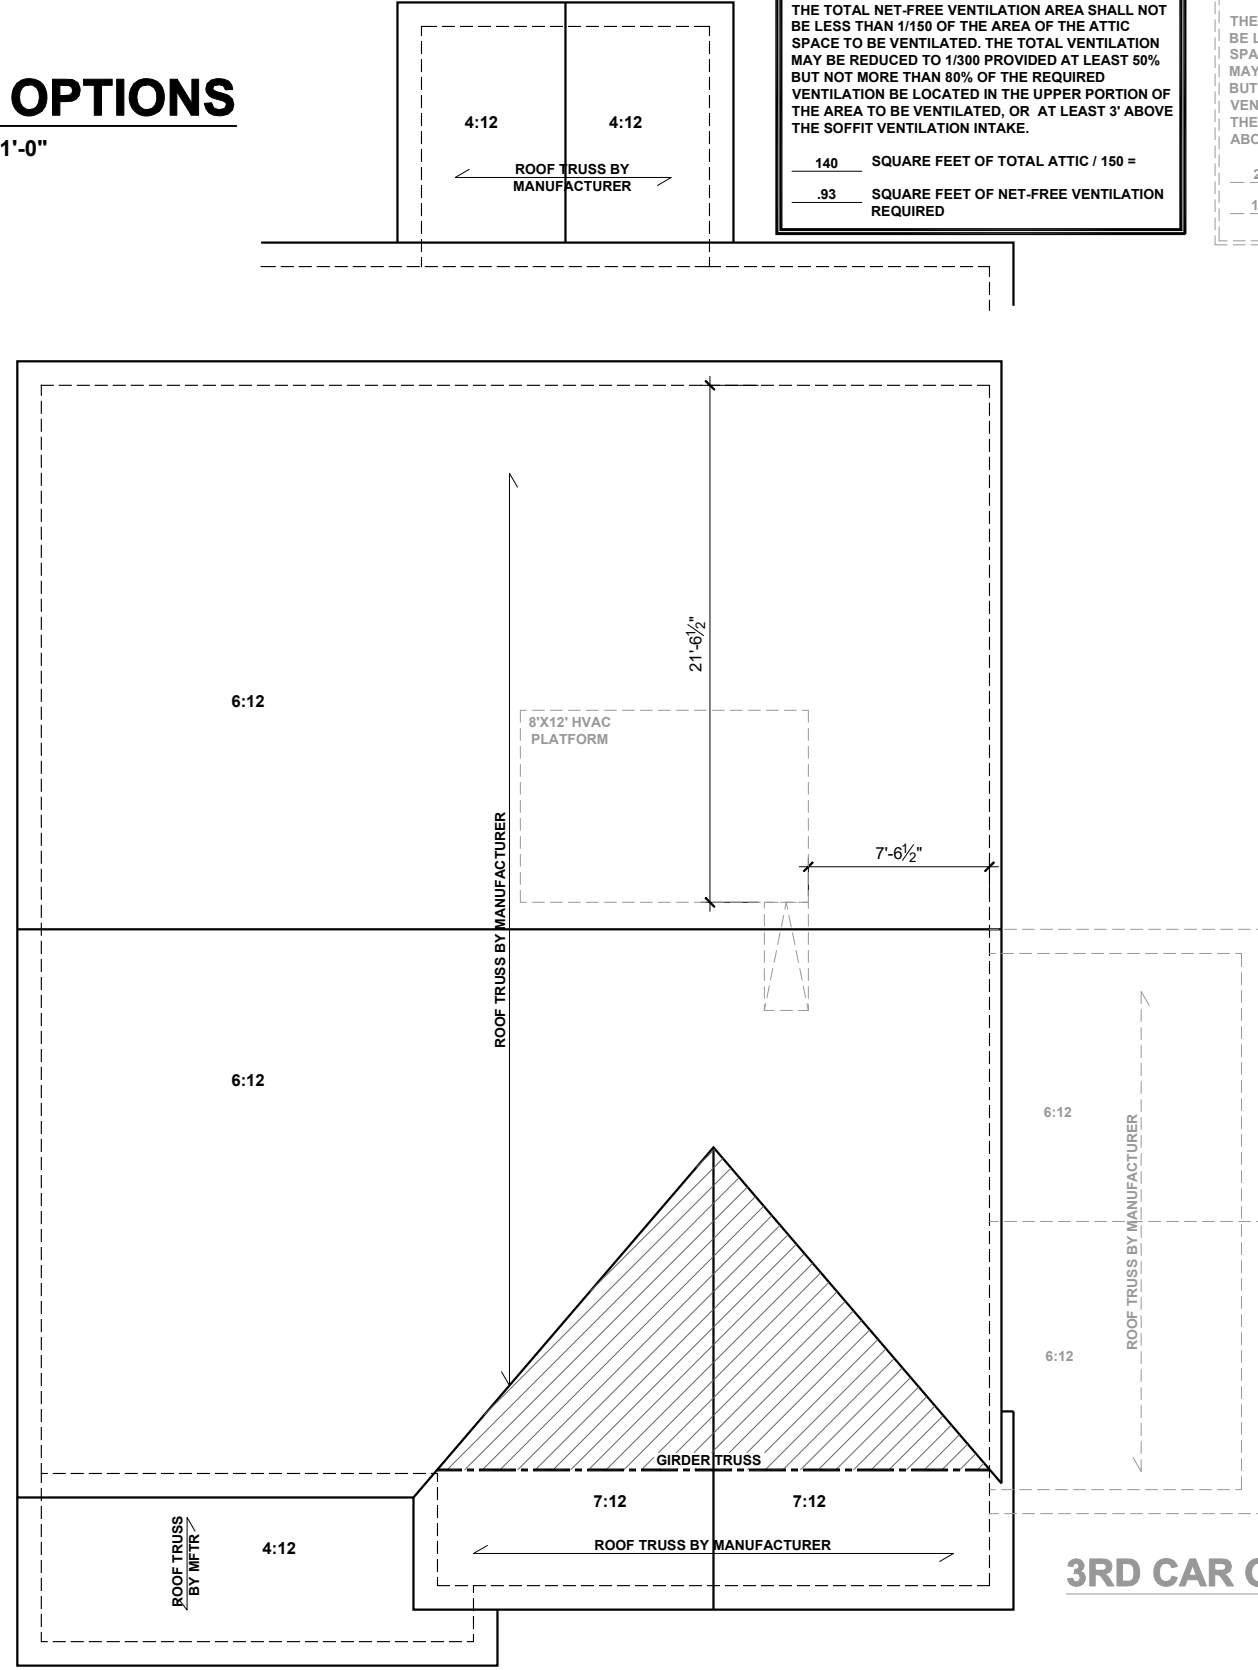 OPTIONS
1'-0"
THE TOTAL NET-FREE VENTILATION AREA SHALL NOT
BE LESS THAN 1/150 OF THE AREA OF THE ATTIC
SPACE TO BE VENTILATED. THE TOTAL VENTILATION
MAY BE REDUCED TO 1/300 PROVIDED AT LEAST 50%
BUT NOT MORE THAN 80% OF THE REQUIRED
VENTILATION BE LOCATED IN THE UPPER PORTION OF
THE AREA TO BE VENTILATED, OR AT LEAST 3' ABOVE
THE SOFFIT VENTILATION INTAKE.
140 SQUARE FEET OF TOTAL ATTIC / 150 =
.93 SQUARE FEET OF NET-FREE VENTILATION
REQUIRED
THE
BE L
SPA
MAY
BUT
VEN
THE
ABO
2
1
4:12
4:12
ROOF TRUSS BY
MANUFACTURER
21'-6½"
6:12
8'X12' HVAC
PLATFORM
ROOF TRUSS BY MANUFACTURER
7'-6½"
6:12
6:12
ROOF TRUSS BY MANUFACTURER
6:12
GIRDER TRUSS
7:12
7:12
ROOF TRUSS BY MANUFACTURER
ROOF TRUSS
BY MFTR
4:12
3RD CAR